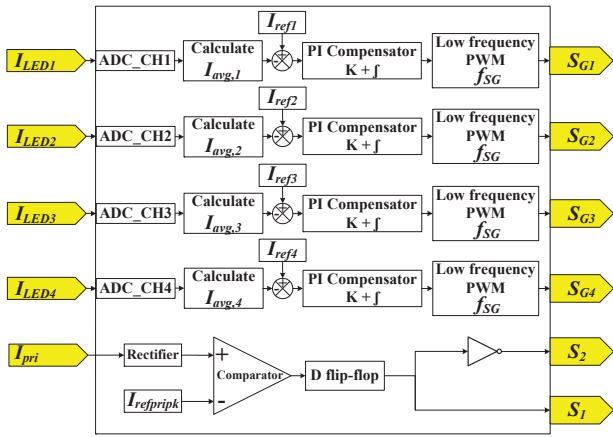 I_ref1
I_LED1 ADC_CH1 Calculate I_avg,1 - PI Compensator K + ∫ Low frequency PWM f_SG S_G1
I_ref2
I_LED2 ADC_CH2 Calculate I_avg,2 - PI Compensator K + ∫ Low frequency PWM f_SG S_G2
I_ref3
I_LED3 ADC_CH3 Calculate I_avg,3 - PI Compensator K + ∫ Low frequency PWM f_SG S_G3
I_ref4
I_LED4 ADC_CH4 Calculate I_avg,4 - PI Compensator K + ∫ Low frequency PWM f_SG S_G4
I_pri Rectifier + S_2
Comparator D flip-flop
I_refpripk - S_1